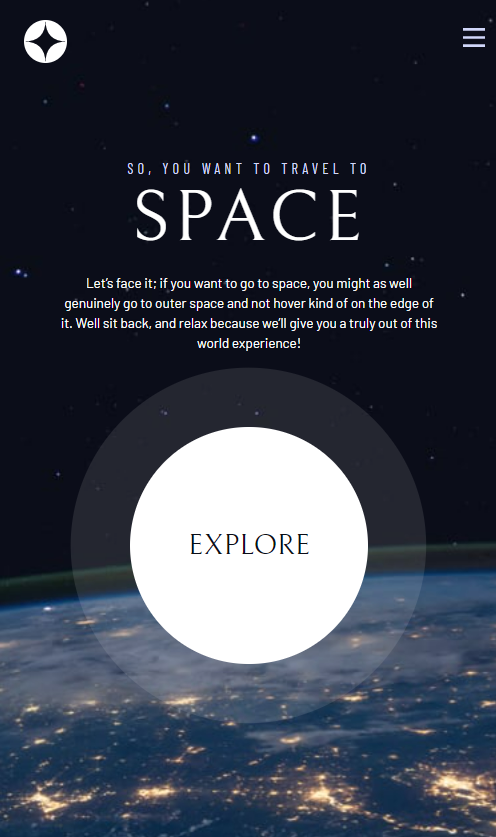 SO, YOU WANT TO TRAVEL TO
SPACE
Let’s face it; if you want to go to space, you might as well
genuinely go to outer space and not hover kind of on the edge of
it. Well sit back, and relax because we’ll give you a truly out of this
world experience!
EXPLORE